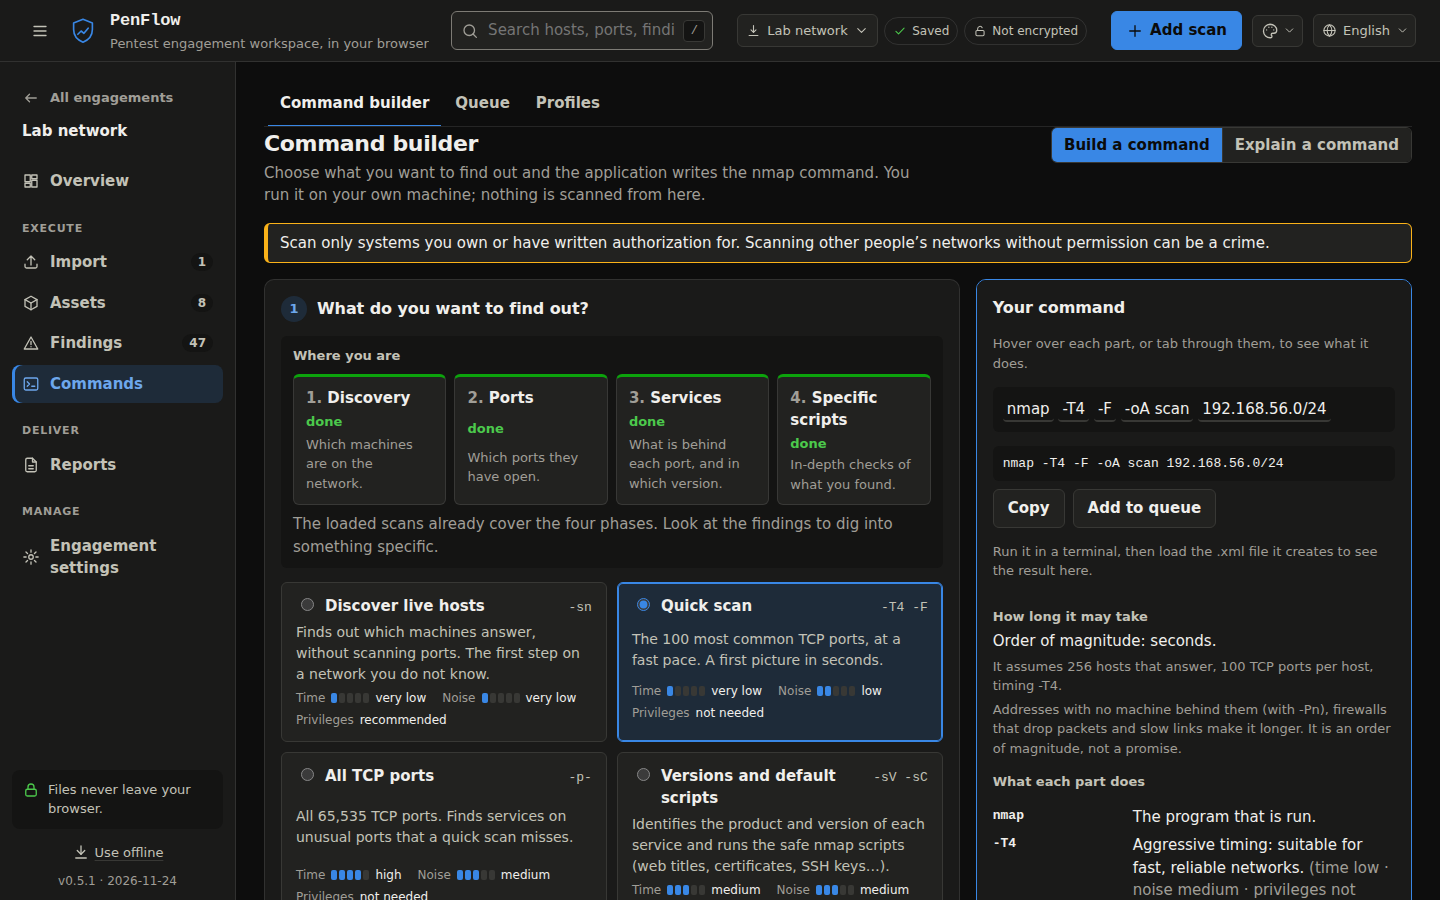 PenFlow
Pentest engagement workspace, in your browser
Search hosts, ports, findi
/
Lab network
Saved
Not encrypted
Add scan
English
All engagements
Lab network
Overview
EXECUTE
Import 1
Assets 8
Findings 47
Commands
DELIVER
Reports
MANAGE
Engagement
settings
Files never leave your
browser.
Use offline
v0.5.1 · 2026-11-24
Command builder Queue Profiles
Command builder
Build a command Explain a command
Choose what you want to find out and the application writes the nmap command. You
run it on your own machine; nothing is scanned from here.
Scan only systems you own or have written authorization for. Scanning other people’s networks without permission can be a crime.
1 What do you want to find out?
Where you are
1. Discovery
done
Which machines
are on the
network.
2. Ports
done
Which ports they
have open.
3. Services
done
What is behind
each port, and in
which version.
4. Specific
scripts
done
In-depth checks of
what you found.
The loaded scans already cover the four phases. Look at the findings to dig into
something specific.
Discover live hosts -sn
Finds out which machines answer,
without scanning ports. The first step on
a network you do not know.
Time very low Noise very low
Privileges recommended
Quick scan -T4 -F
The 100 most common TCP ports, at a
fast pace. A first picture in seconds.
Time very low Noise low
Privileges not needed
All TCP ports -p-
All 65,535 TCP ports. Finds services on
unusual ports that a quick scan misses.
Time high Noise medium
Privileges not needed
Versions and default -sV -sC
scripts
Identifies the product and version of each
service and runs the safe nmap scripts
(web titles, certificates, SSH keys…).
Time medium Noise medium
Your command
Hover over each part, or tab through them, to see what it
does.
nmap -T4 -F -oA scan 192.168.56.0/24
nmap -T4 -F -oA scan 192.168.56.0/24
Copy Add to queue
Run it in a terminal, then load the .xml file it creates to see
the result here.
How long it may take
Order of magnitude: seconds.
It assumes 256 hosts that answer, 100 TCP ports per host,
timing -T4.
Addresses with no machine behind them (with -Pn), firewalls
that drop packets and slow links make it longer. It is an order
of magnitude, not a promise.
What each part does
nmap The program that is run.
-T4 Aggressive timing: suitable for
fast, reliable networks. (time low ·
noise medium · privileges not